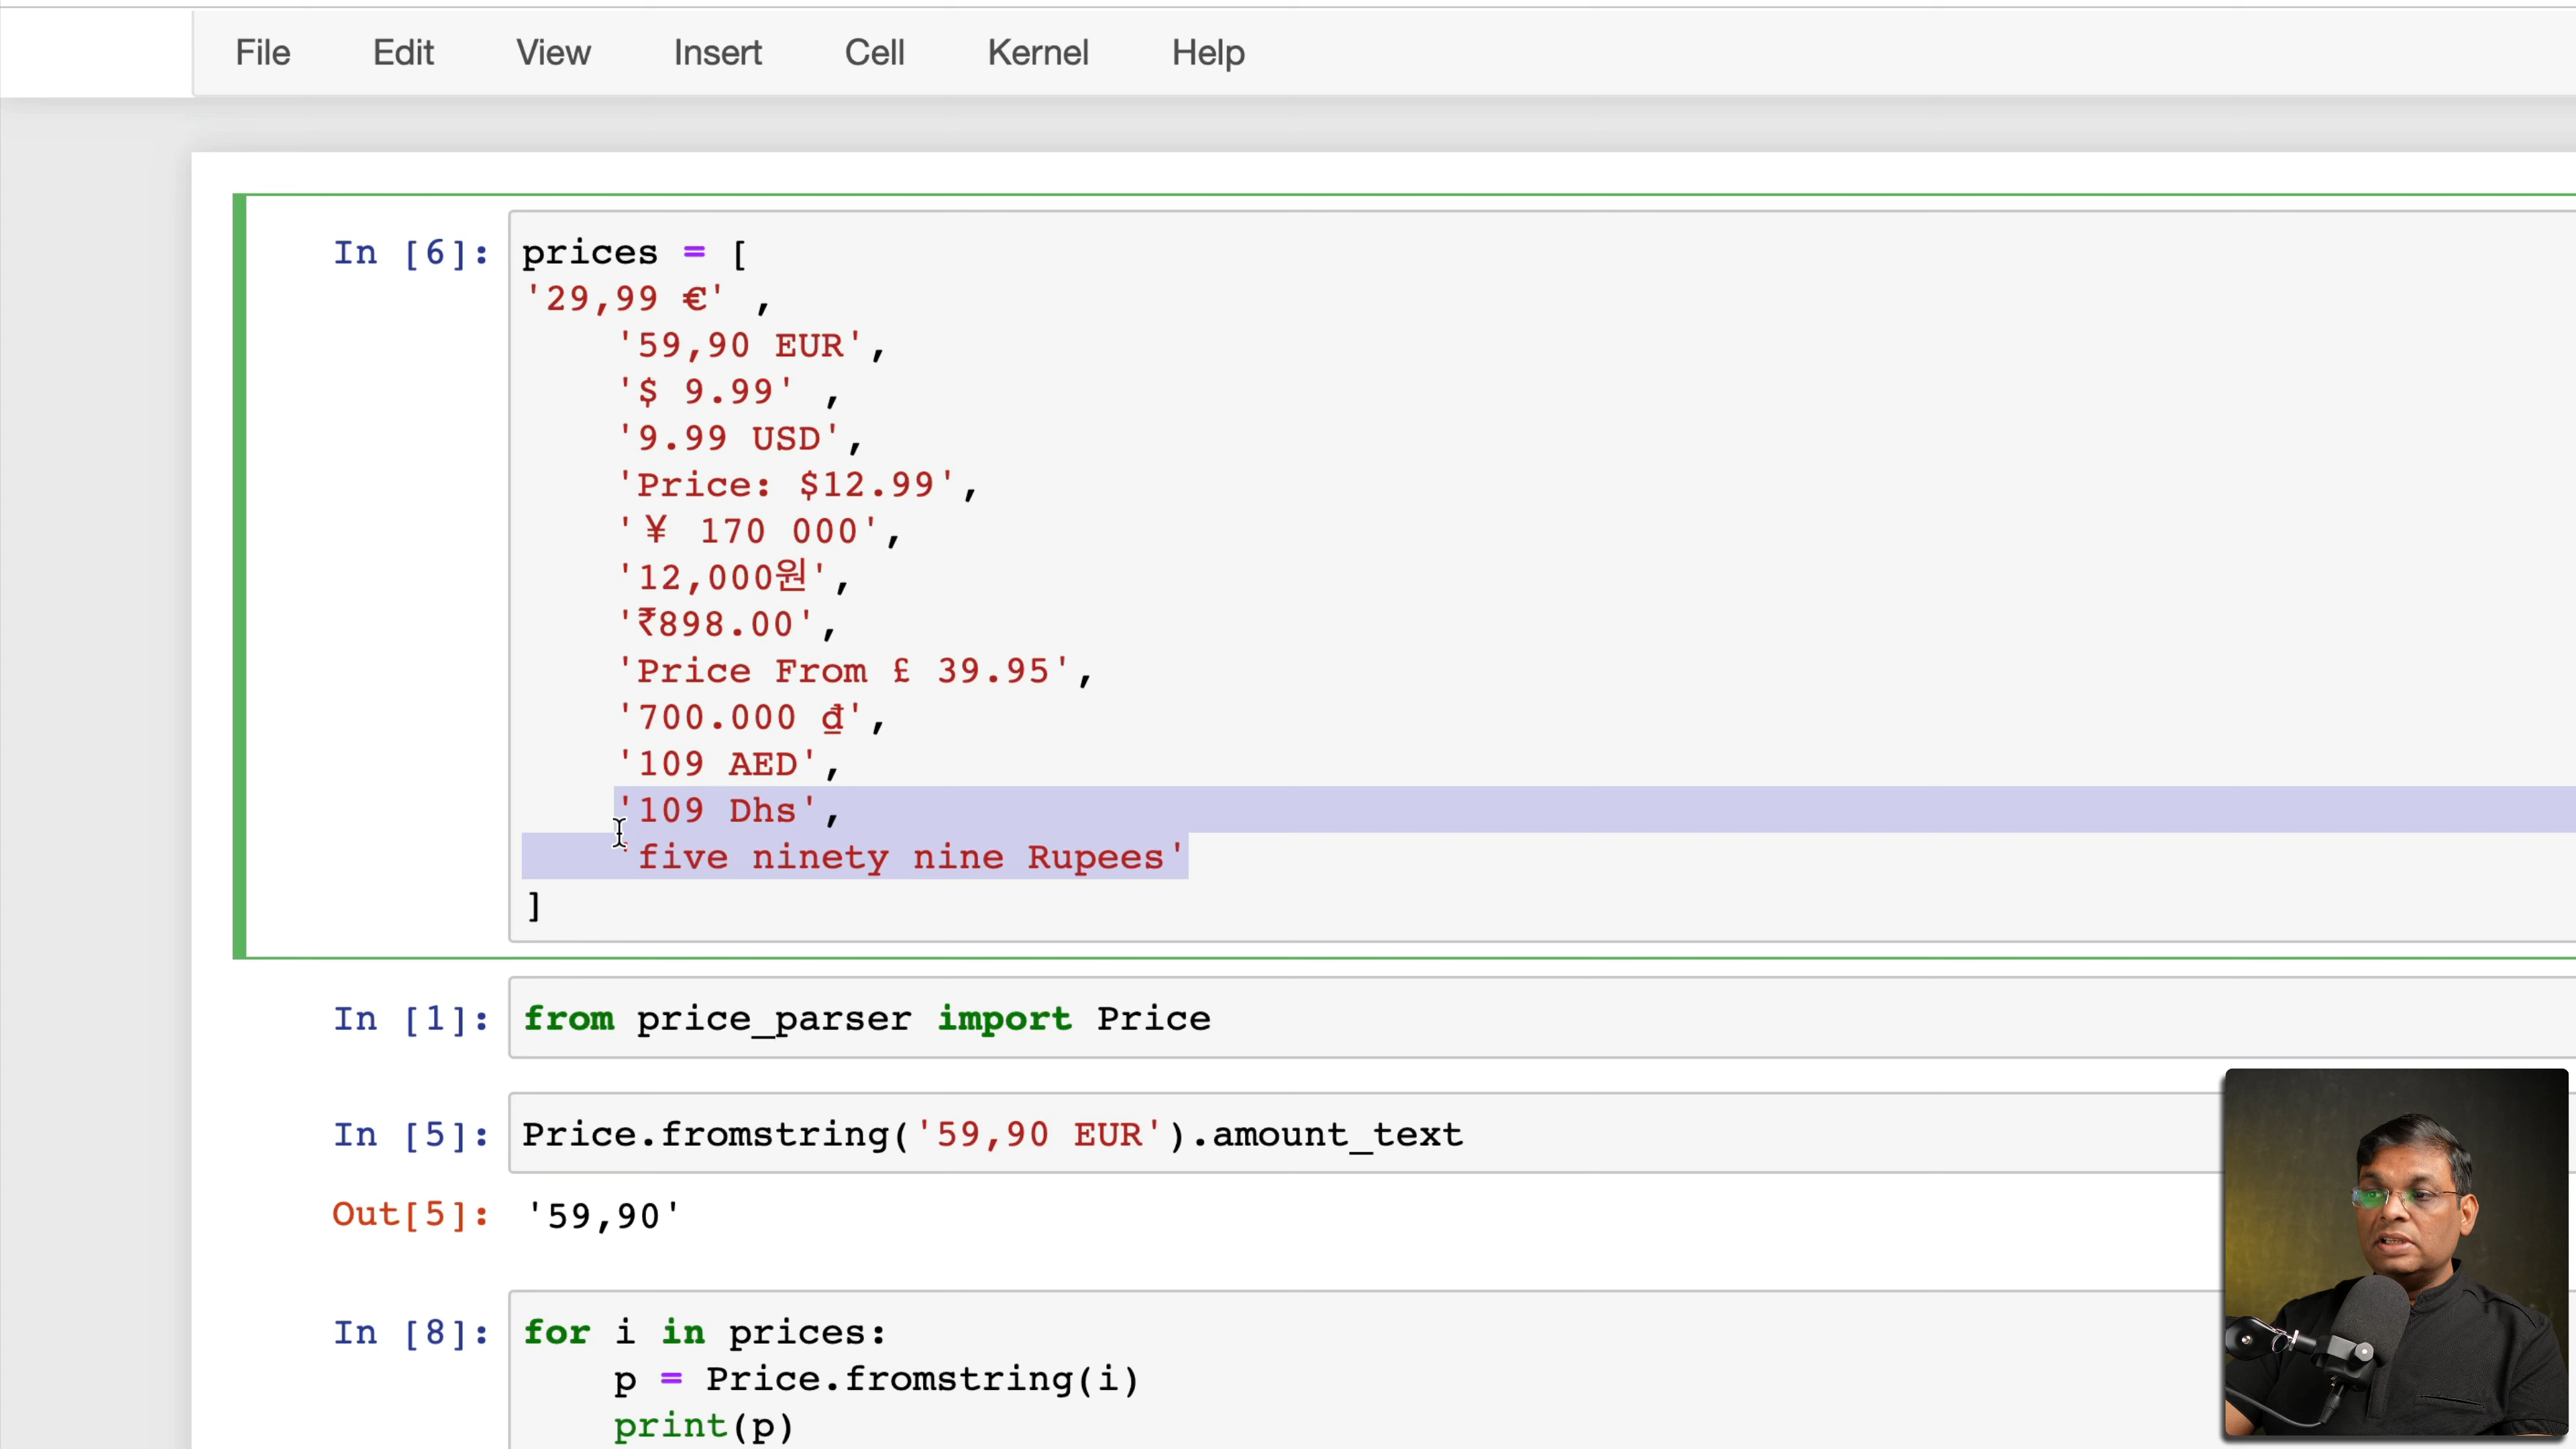 File Edit View Insert Cell Kernel Help
In [6]: prices = [
'29,99 €' ,
'59,90 EUR',
'$ 9.99' ,
'9.99 USD',
'Price: $12.99',
'¥ 170 000',
'12,000원',
'₹898.00',
'Price From £ 39.95',
'700.000 ₫',
'109 AED',
'109 Dhs',
'five ninety nine Rupees'
]
In [1]: from price_parser import Price
In [5]: Price.fromstring('59,90 EUR').amount_text
Out[5]: '59,90'
In [8]: for i in prices:
p = Price.fromstring(i)
print(p)